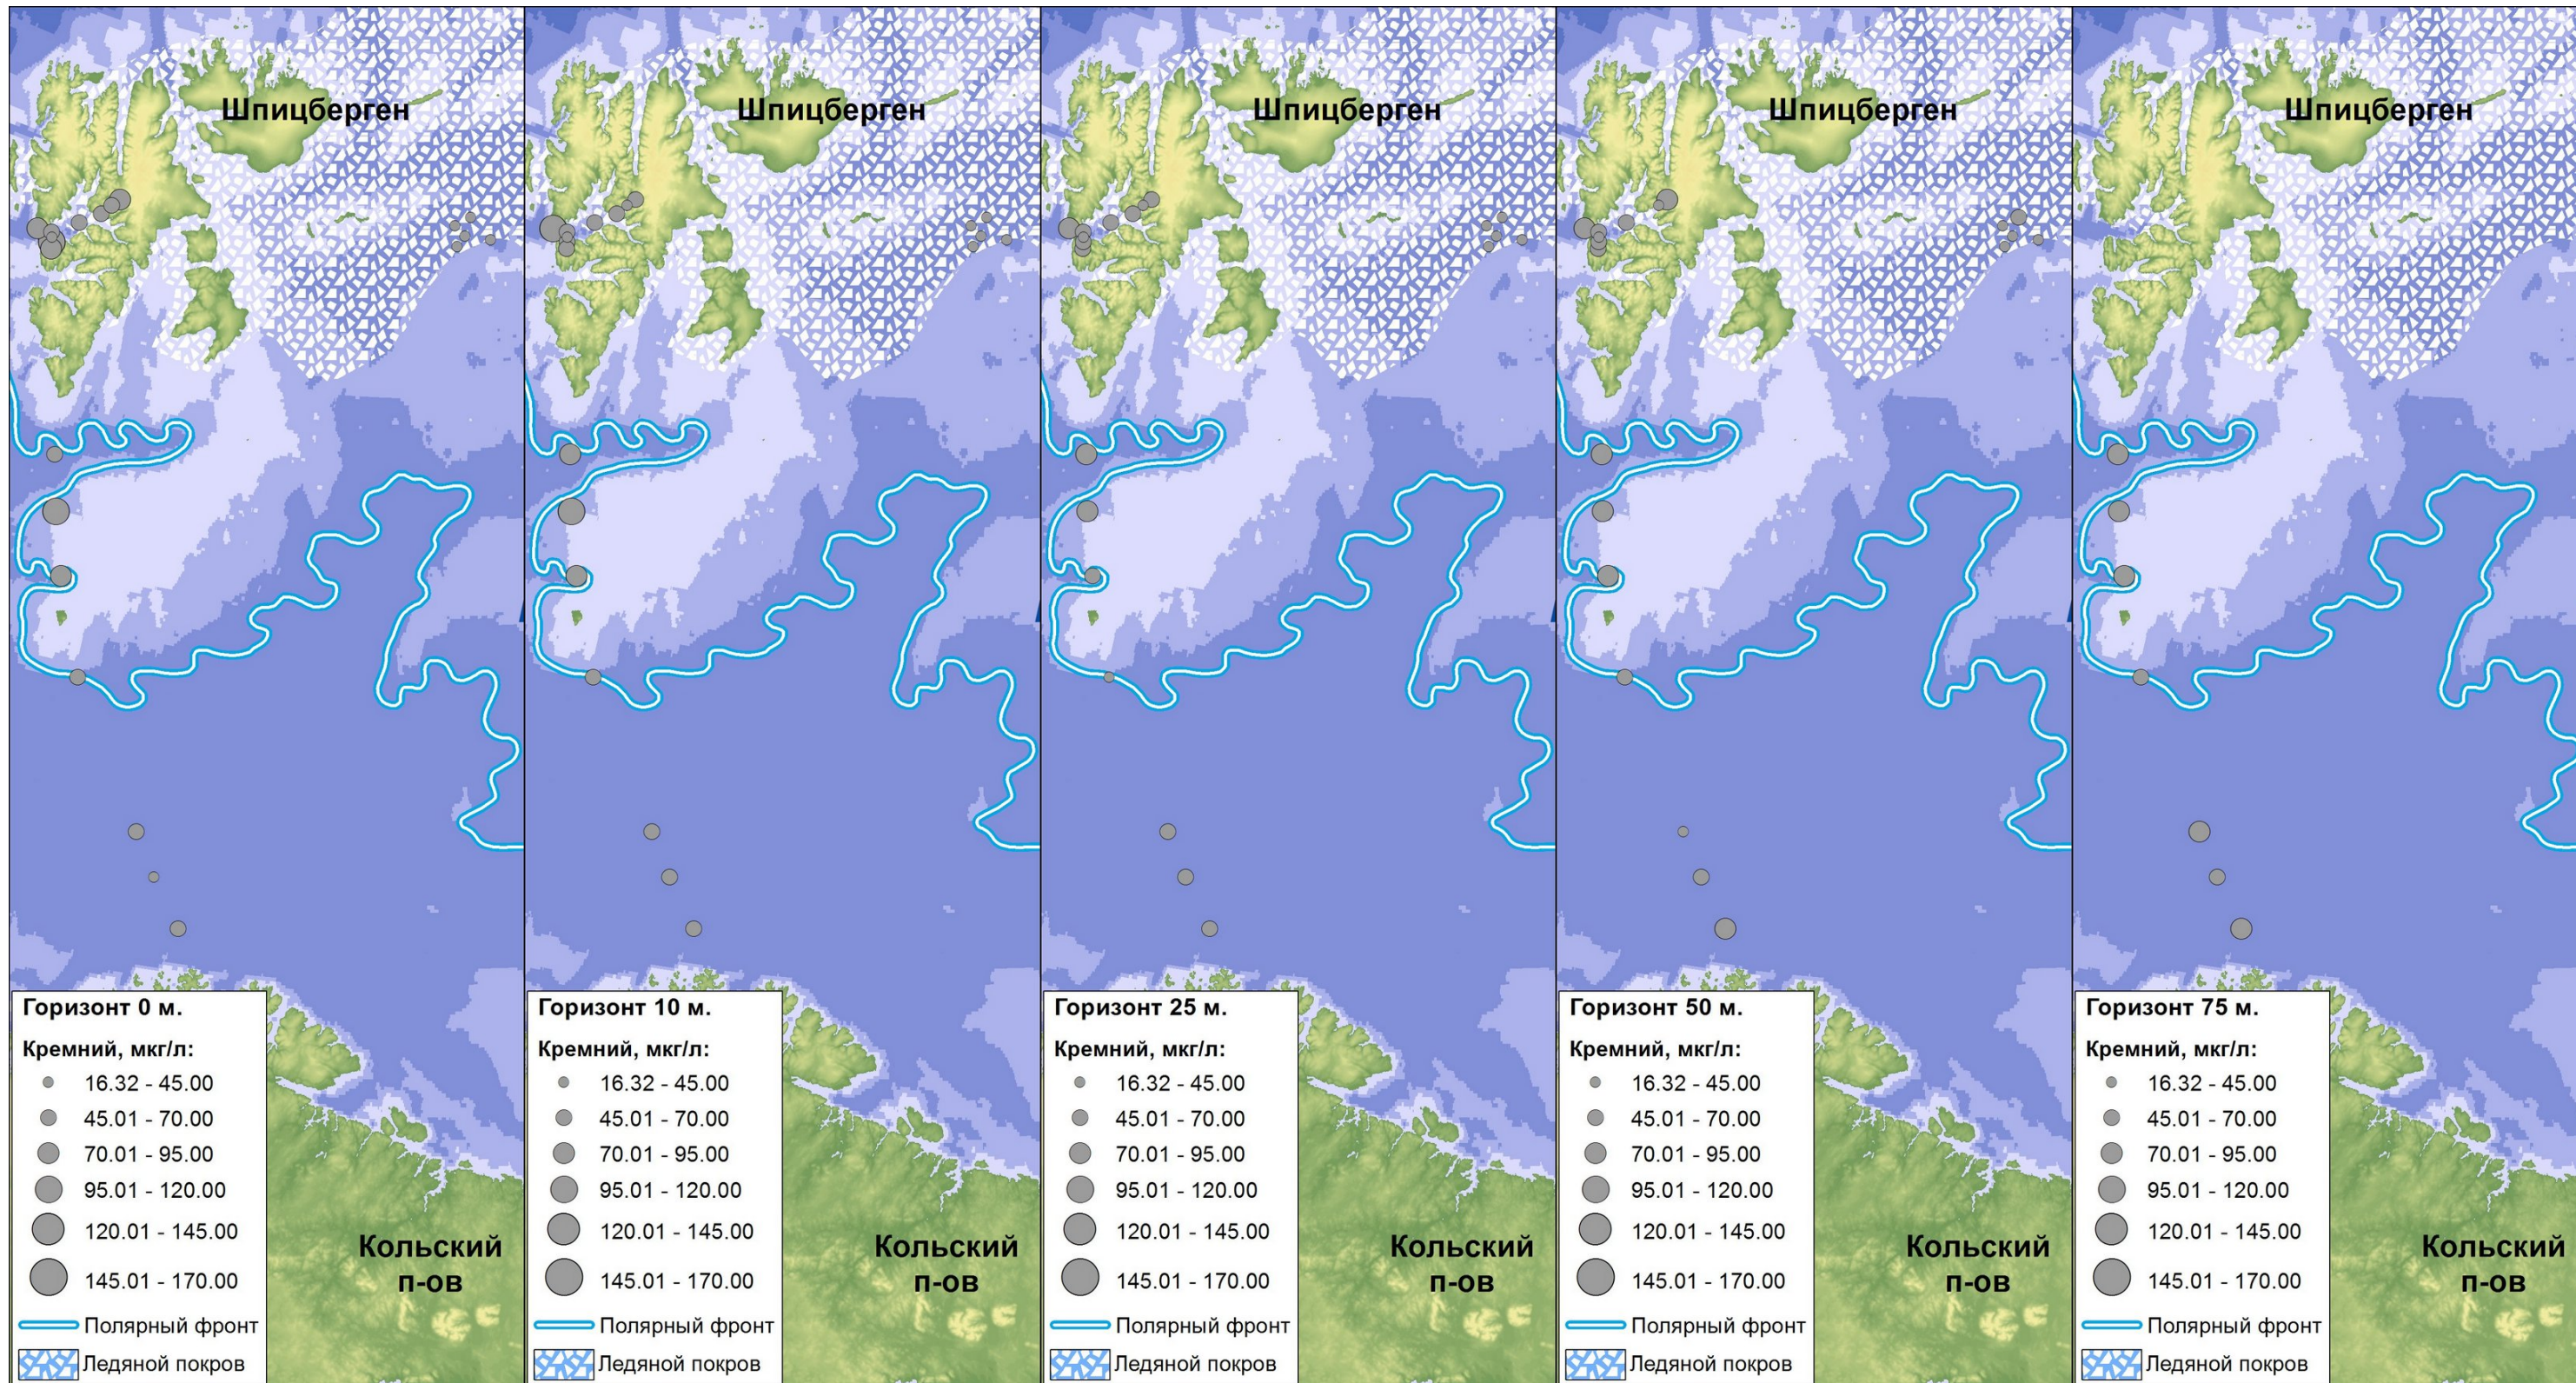 Шпицберген
Кольский
п-ов
Горизонт 0 м.
Кремний, мкг/л:
16.32 - 45.00
45.01 - 70.00
70.01 - 95.00
95.01 - 120.00
120.01 - 145.00
145.01 - 170.00
Полярный фронт
Ледяной покров
Шпицберген
Кольский
п-ов
Горизонт 10 м.
Кремний, мкг/л:
16.32 - 45.00
45.01 - 70.00
70.01 - 95.00
95.01 - 120.00
120.01 - 145.00
145.01 - 170.00
Полярный фронт
Ледяной покров
Шпицберген
Кольский
п-ов
Горизонт 25 м.
Кремний, мкг/л:
16.32 - 45.00
45.01 - 70.00
70.01 - 95.00
95.01 - 120.00
120.01 - 145.00
145.01 - 170.00
Полярный фронт
Ледяной покров
Шпицберген
Кольский
п-ов
Горизонт 50 м.
Кремний, мкг/л:
16.32 - 45.00
45.01 - 70.00
70.01 - 95.00
95.01 - 120.00
120.01 - 145.00
145.01 - 170.00
Полярный фронт
Ледяной покров
Шпицберген
Кольский
п-ов
Горизонт 75 м.
Кремний, мкг/л:
16.32 - 45.00
45.01 - 70.00
70.01 - 95.00
95.01 - 120.00
120.01 - 145.00
145.01 - 170.00
Полярный фронт
Ледяной покров